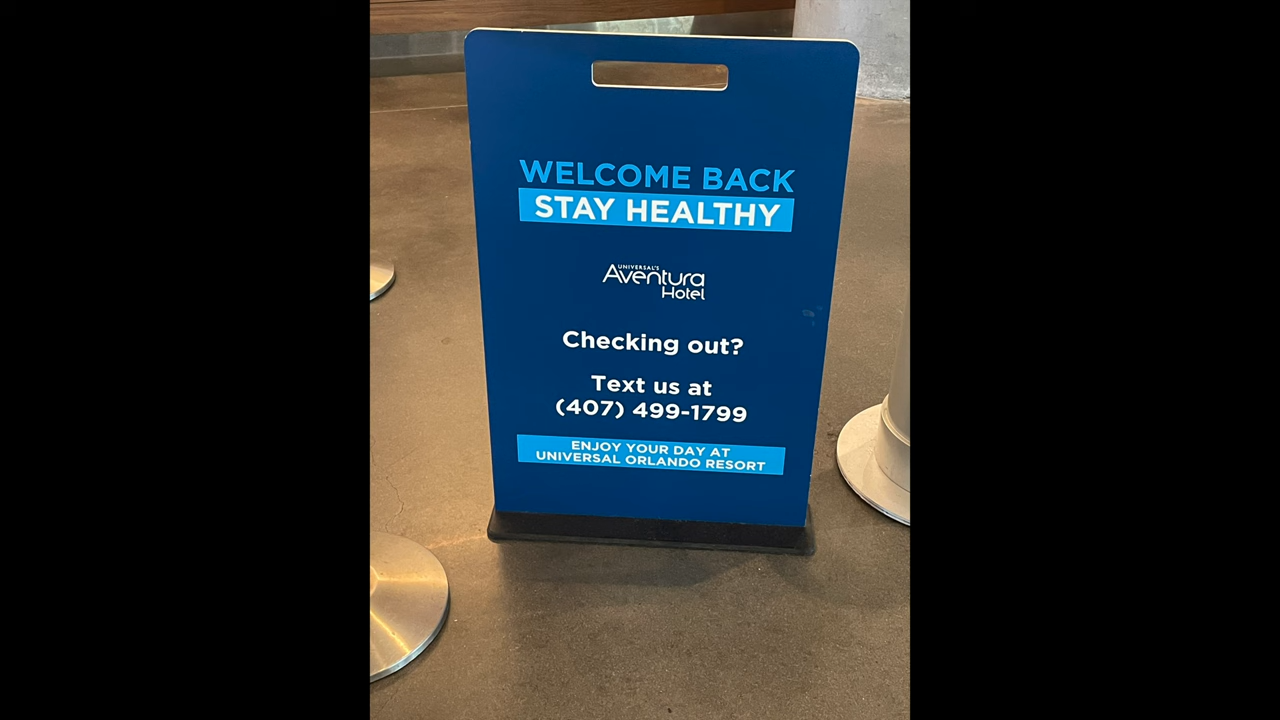 WELCOME BACK
STAY HEALTHY
UNIVERSAL'S
Aventura
Hotel
Checking out?
Text us at
(407) 499-1799
ENJOY YOUR DAY AT
UNIVERSAL ORLANDO RESORT